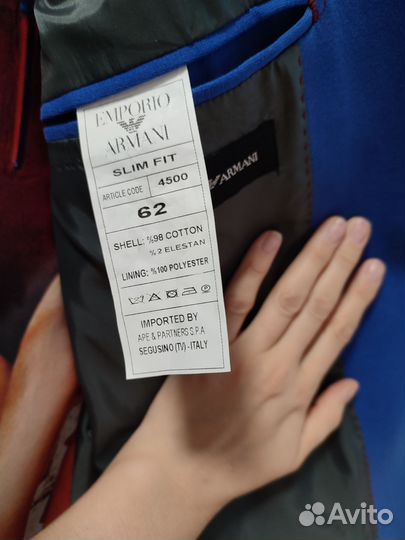 EMPORIO
ARMANI
SLIM FIT
ARTICLE CODE 4500
62
SHELL: %98 COTTON
%2 ELESTAN
LINING: %100 POLYESTER
IMPORTED BY
APE & PARTNERS S.P.A
SEGUSINO (TV) - ITALY
ARMANI
Avito